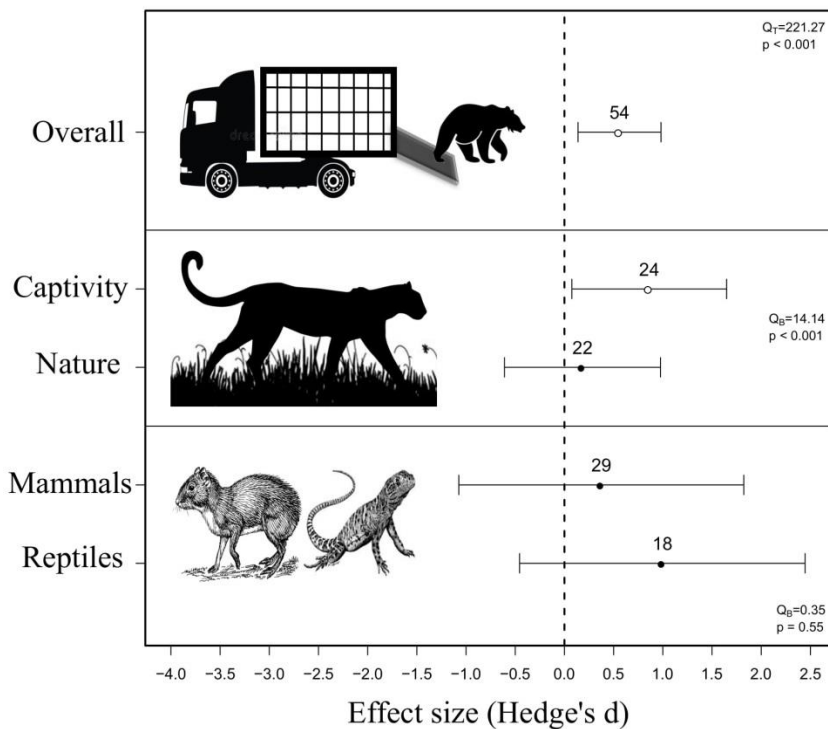 Q_T=221.27
p < 0.001
Overall
54
Captivity
24
Q_B=14.14
p < 0.001
Nature
22
Mammals
29
Reptiles
18
Q_B=0.35
p = 0.55
−4.0 −3.5 −3.0 −2.5 −2.0 −1.5 −1.0 −0.5 0.0 0.5 1.0 1.5 2.0 2.5
Effect size (Hedge's d)